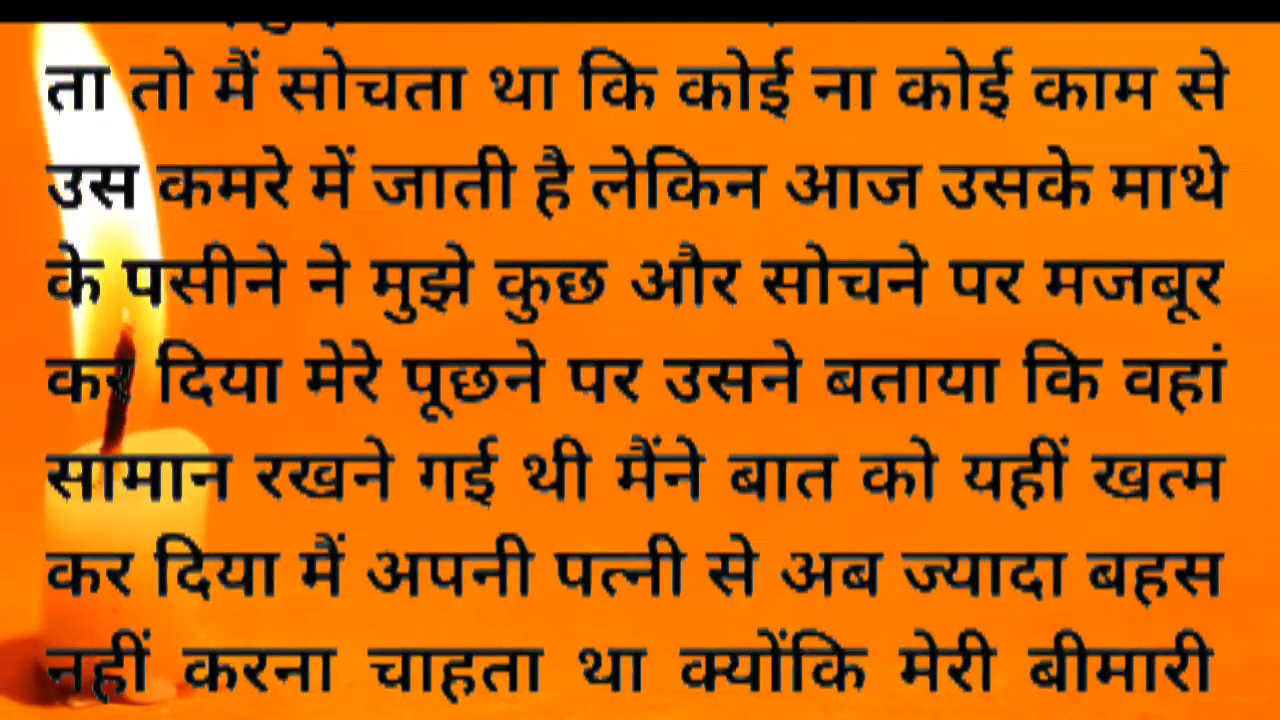 ता तो मैं सोचता था कि कोई ना कोई काम से
उस कमरे में जाती है लेकिन आज उसके माथे
के पसीने ने मुझे कुछ और सोचने पर मजबूर
कर दिया मेरे पूछने पर उसने बताया कि वहां
सामान रखने गई थी मैंने बात को यहीं खत्म
कर दिया मैं अपनी पत्नी से अब ज्यादा बहस
नहीं करना चाहता था क्योंकि मेरी बीमारी